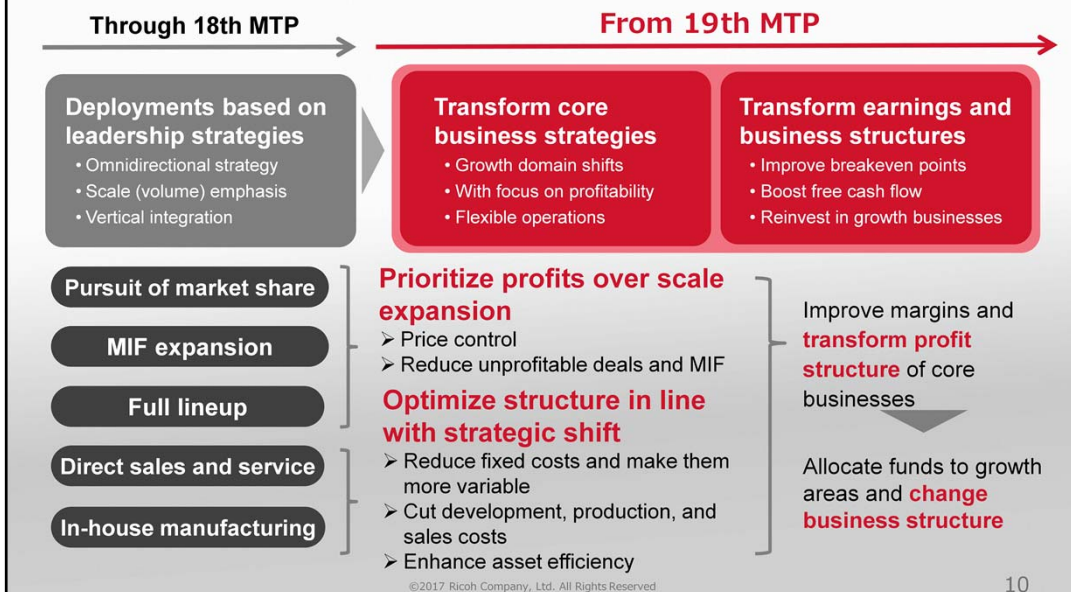 Through 18th MTP
From 19th MTP
Deployments based on
leadership strategies
• Omnidirectional strategy
• Scale (volume) emphasis
• Vertical integration
Transform core
business strategies
• Growth domain shifts
• With focus on profitability
• Flexible operations
Transform earnings and
business structures
• Improve breakeven points
• Boost free cash flow
• Reinvest in growth businesses
Pursuit of market share
MIF expansion
Full lineup
Direct sales and service
In-house manufacturing
Prioritize profits over scale
expansion
➢ Price control
➢ Reduce unprofitable deals and MIF
Optimize structure in line
with strategic shift
➢ Reduce fixed costs and make them
more variable
➢ Cut development, production, and
sales costs
➢ Enhance asset efficiency
Improve margins and
transform profit
structure of core
businesses
Allocate funds to growth
areas and change
business structure
©2017 Ricoh Company, Ltd. All Rights Reserved
10